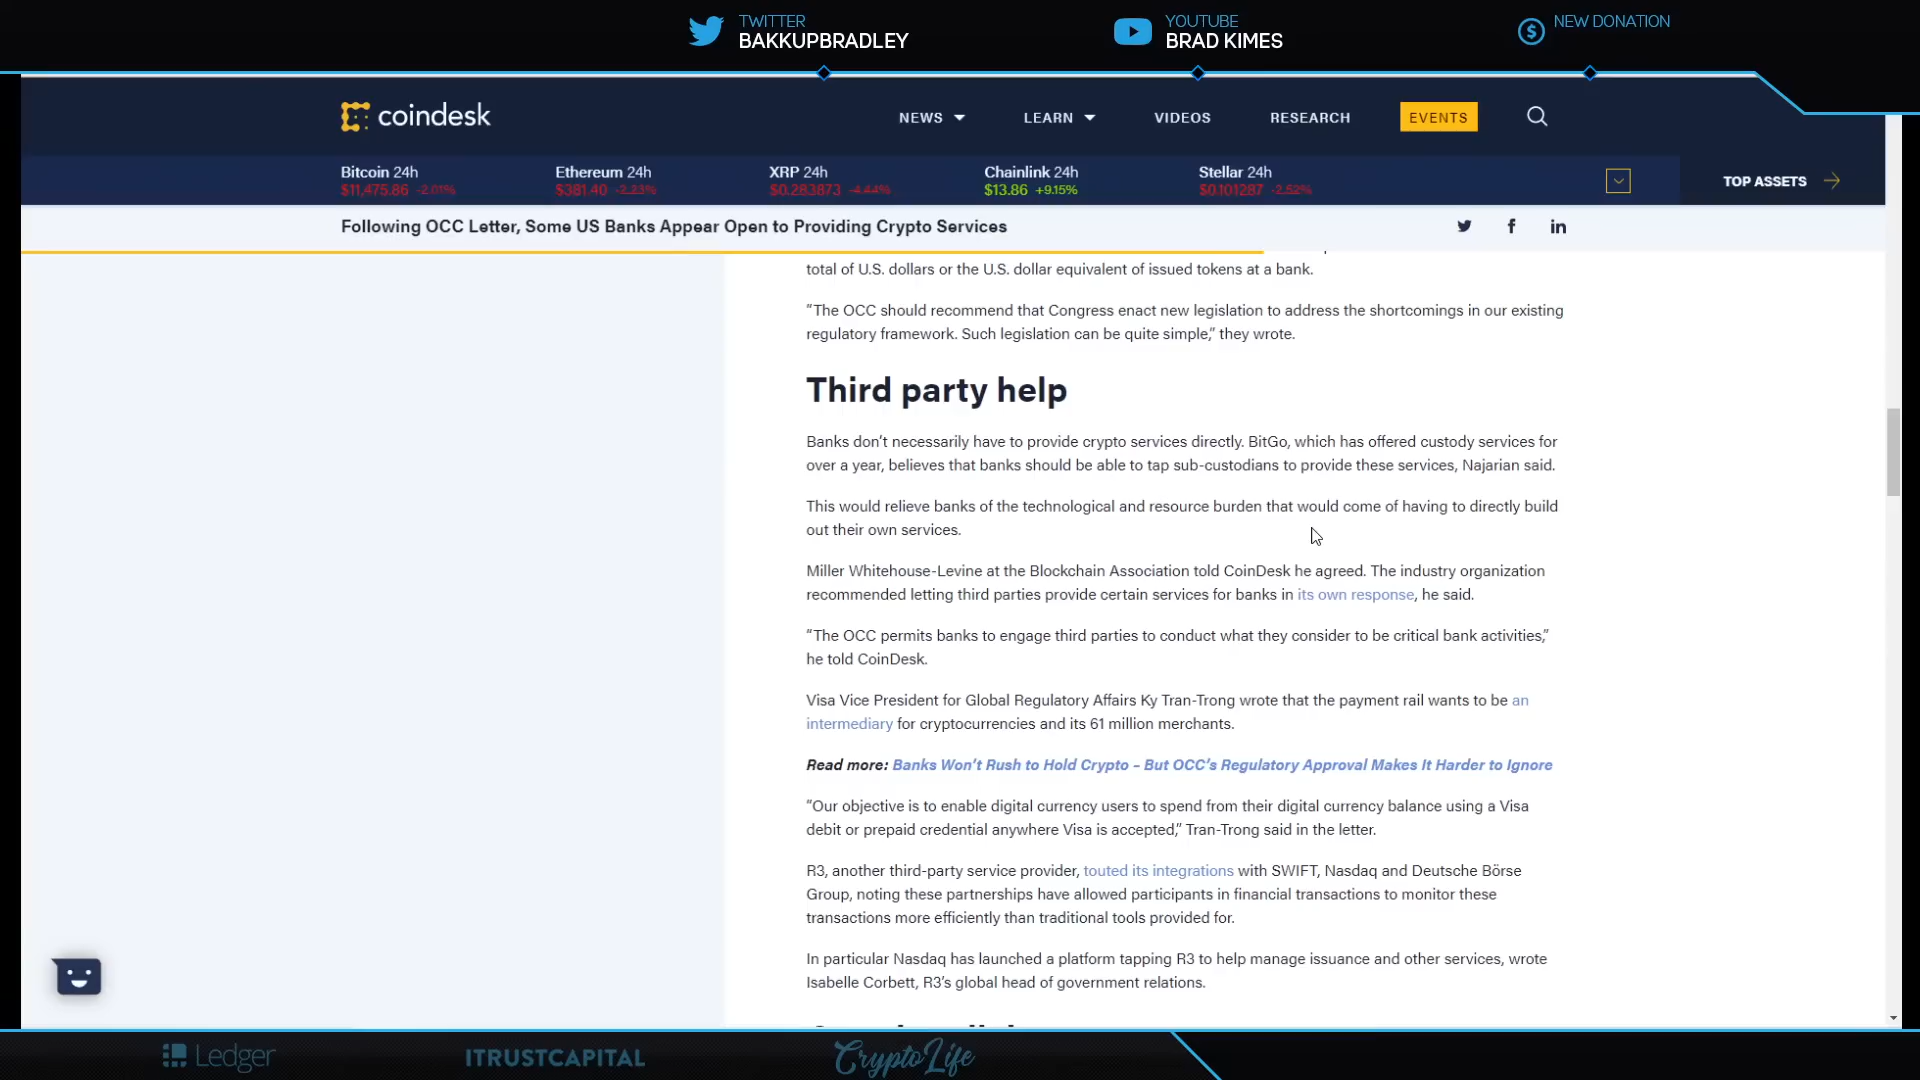 TWITTER
BAKKUPBRADLEY
YOUTUBE
BRAD KIMES
NEW DONATION
coindesk
NEWS
LEARN
VIDEOS
RESEARCH
EVENTS
Bitcoin 24h
$11,475.86 -2.01%
Ethereum 24h
$381.40 -2.23%
XRP 24h
$0.283873 -4.44%
Chainlink 24h
$13.86 +9.15%
Stellar 24h
$0.101287 -2.52%
TOP ASSETS
Following OCC Letter, Some US Banks Appear Open to Providing Crypto Services
total of U.S. dollars or the U.S. dollar equivalent of issued tokens at a bank.
“The OCC should recommend that Congress enact new legislation to address the shortcomings in our existing
regulatory framework. Such legislation can be quite simple,” they wrote.
Third party help
Banks don’t necessarily have to provide crypto services directly. BitGo, which has offered custody services for
over a year, believes that banks should be able to tap sub-custodians to provide these services, Najarian said.
This would relieve banks of the technological and resource burden that would come of having to directly build
out their own services.
Miller Whitehouse-Levine at the Blockchain Association told CoinDesk he agreed. The industry organization
recommended letting third parties provide certain services for banks in its own response, he said.
“The OCC permits banks to engage third parties to conduct what they consider to be critical bank activities,”
he told CoinDesk.
Visa Vice President for Global Regulatory Affairs Ky Tran-Trong wrote that the payment rail wants to be an
intermediary for cryptocurrencies and its 61 million merchants.
Read more: Banks Won’t Rush to Hold Crypto – But OCC’s Regulatory Approval Makes It Harder to Ignore
“Our objective is to enable digital currency users to spend from their digital currency balance using a Visa
debit or prepaid credential anywhere Visa is accepted,” Tran-Trong said in the letter.
R3, another third-party service provider, touted its integrations with SWIFT, Nasdaq and Deutsche Börse
Group, noting these partnerships have allowed participants in financial transactions to monitor these
transactions more efficiently than traditional tools provided for.
In particular Nasdaq has launched a platform tapping R3 to help manage issuance and other services, wrote
Isabelle Corbett, R3’s global head of government relations.
Ledger
ITRUSTCAPITAL
CryptoLife